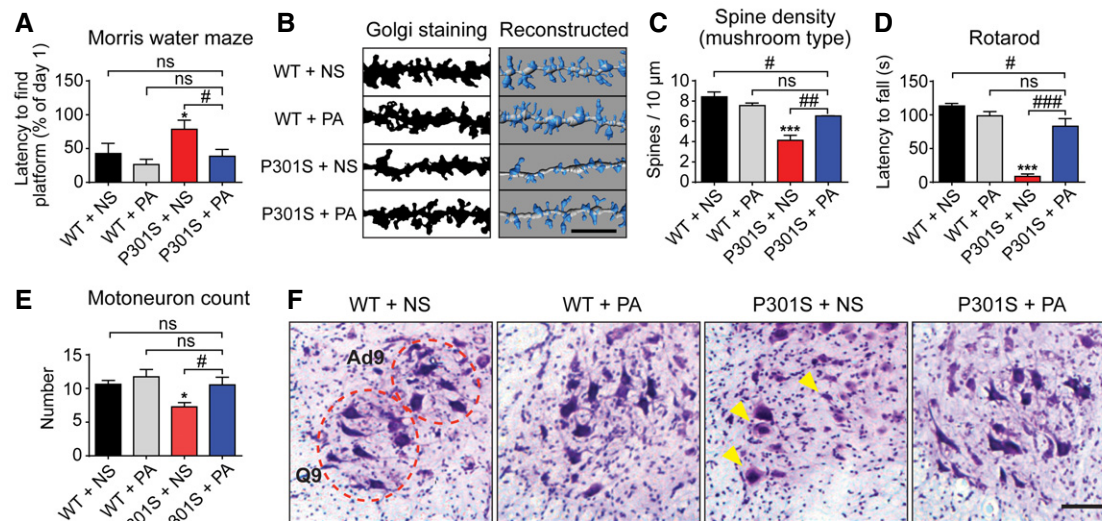 A
Morris water maze
ns
ns
#
*
Latency to find
platform (% of day 1)
150
100
50
0
WT + NS
WT + PA
P301S + NS
P301S + PA
B
Golgi staining
Reconstructed
WT + NS
WT + PA
P301S + NS
P301S + PA
C
Spine density
(mushroom type)
#
ns
##
***
Spines / 10 µm
10
8
6
4
2
0
WT + NS
WT + PA
P301S + NS
P301S + PA
D
Rotarod
#
ns
###
***
Latency to fall (s)
150
100
50
0
WT + NS
WT + PA
P301S + NS
P301S + PA
E
Motoneuron count
ns
ns
#
*
Number
15
10
5
0
WT + NS
WT + PA
F
WT + NS
WT + PA
P301S + NS
P301S + PA
Ad9
Q9